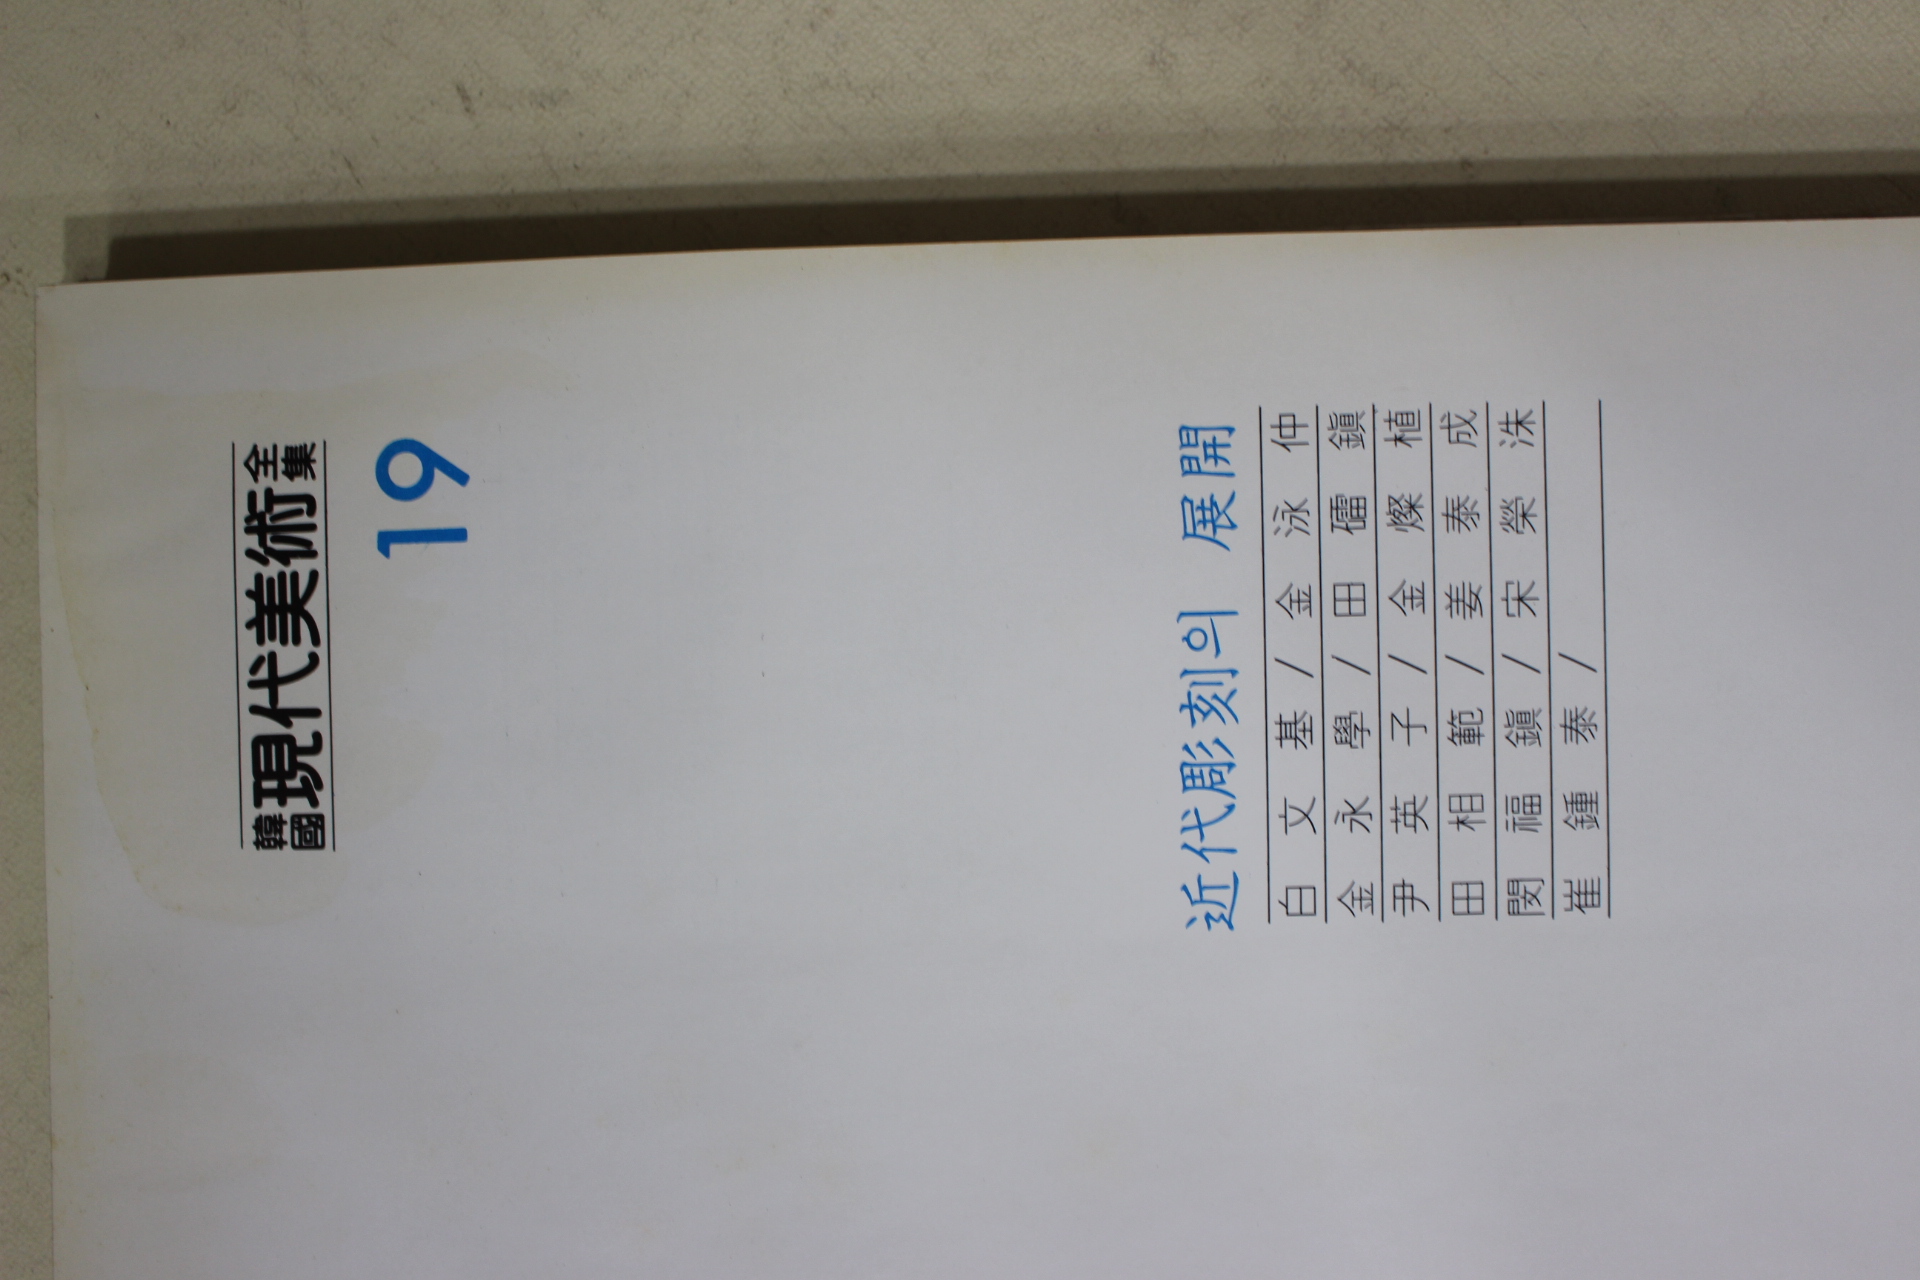 韓國現代美術全集
19
近代彫刻의 展開
白文基/金泳仲
金永學/田礌鎭
尹英子/金燦植
田相範/姜泰成
閔福鎭/宋榮洙
崔鍾泰/